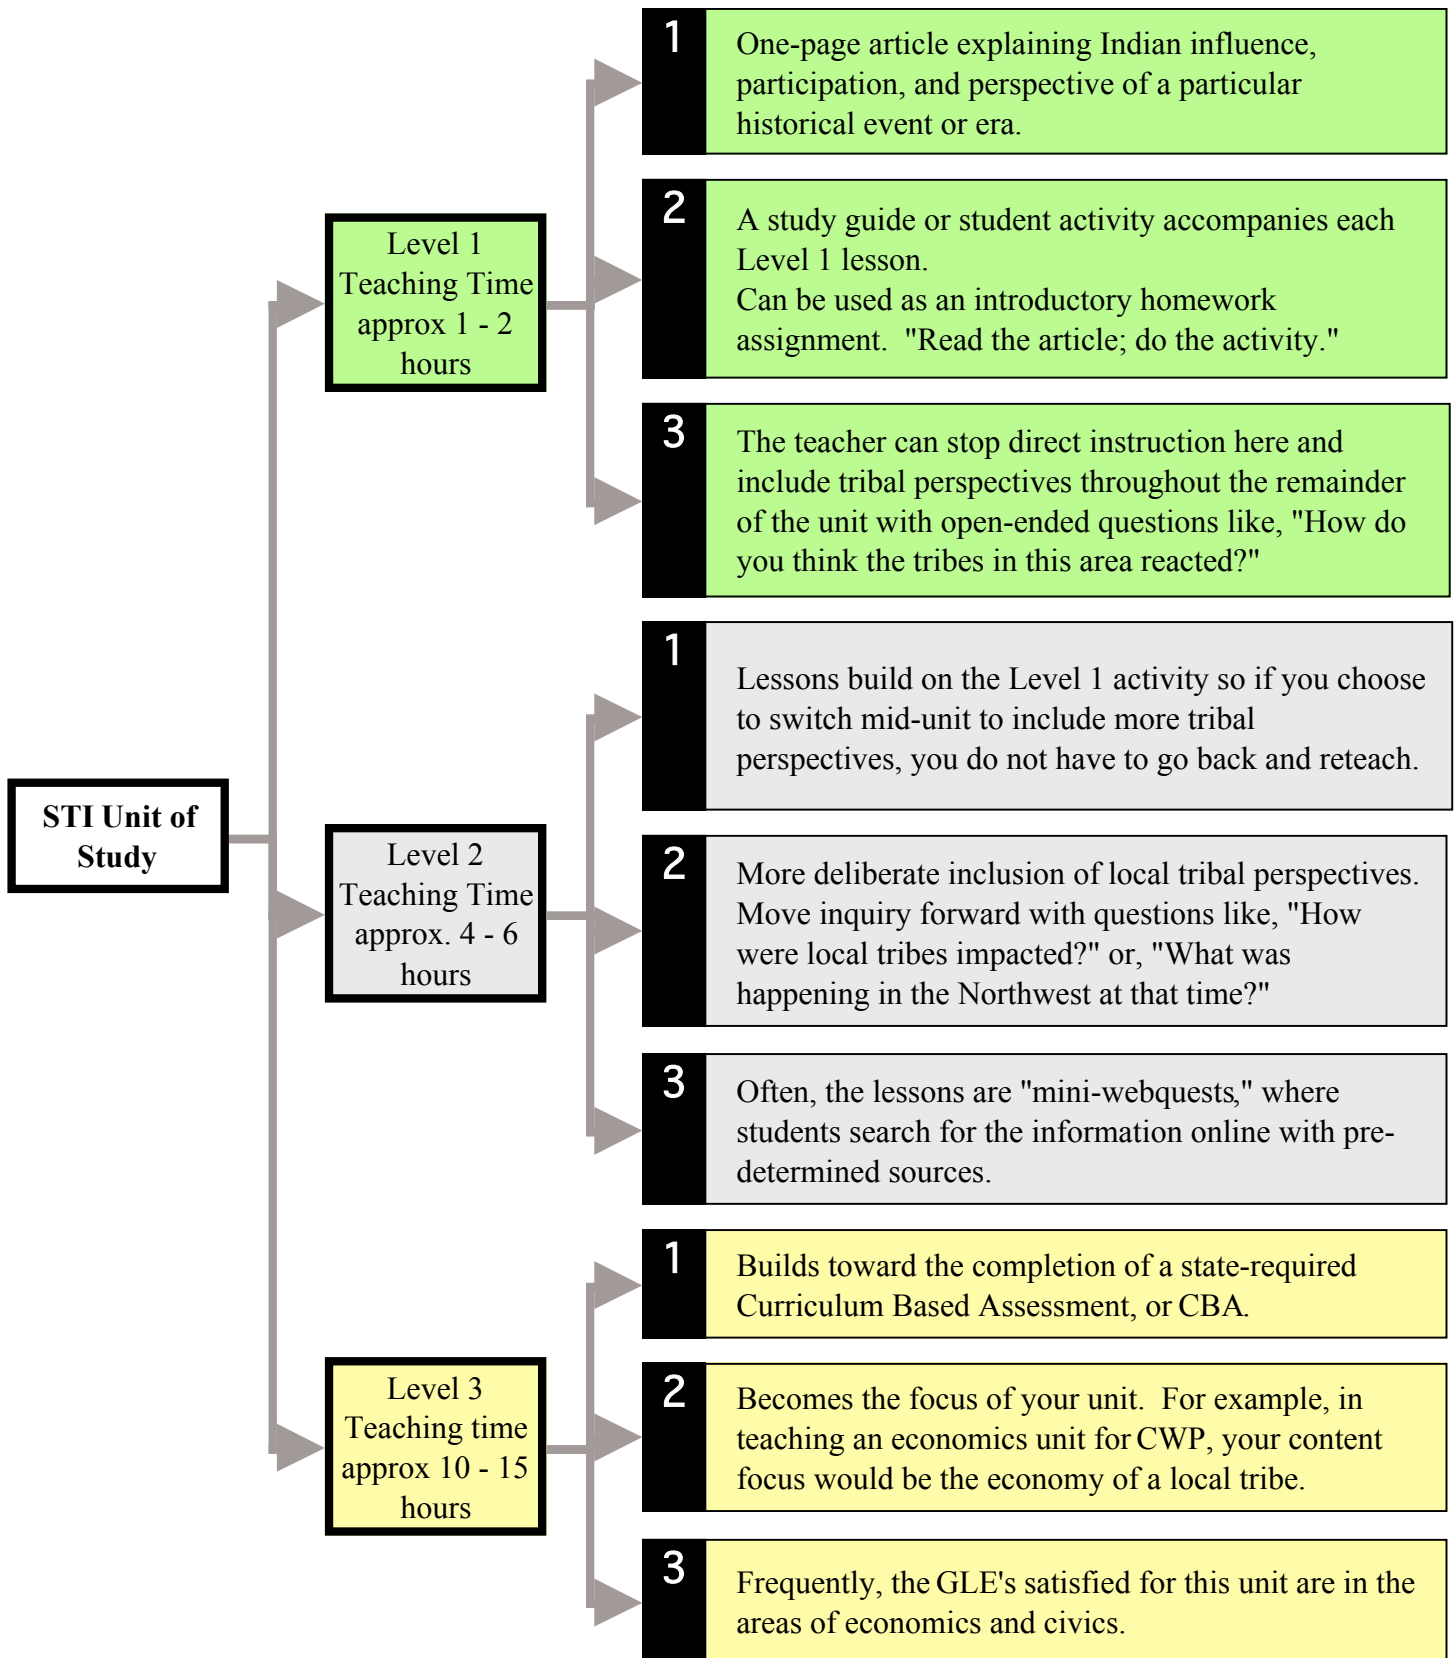 STI Unit of
Study
Level 1
Teaching Time
approx 1 - 2
hours
1
One-page article explaining Indian influence,
participation, and perspective of a particular
historical event or era.
2
A study guide or student activity accompanies each
Level 1 lesson.
Can be used as an introductory homework
assignment.  "Read the article; do the activity."
3
The teacher can stop direct instruction here and
include tribal perspectives throughout the remainder
of the unit with open-ended questions like, "How do
you think the tribes in this area reacted?"
Level 2
Teaching Time
approx. 4 - 6
hours
1
Lessons build on the Level 1 activity so if you choose
to switch mid-unit to include more tribal
perspectives, you do not have to go back and reteach.
2
More deliberate inclusion of local tribal perspectives.
Move inquiry forward with questions like, "How
were local tribes impacted?" or, "What was
happening in the Northwest at that time?"
3
Often, the lessons are "mini-webquests," where
students search for the information online with pre-
determined sources.
Level 3
Teaching time
approx 10 - 15
hours
1
Builds toward the completion of a state-required
Curriculum Based Assessment, or CBA.
2
Becomes the focus of your unit.  For example, in
teaching an economics unit for CWP, your content
focus would be the economy of a local tribe.
3
Frequently, the GLE's satisfied for this unit are in the
areas of economics and civics.